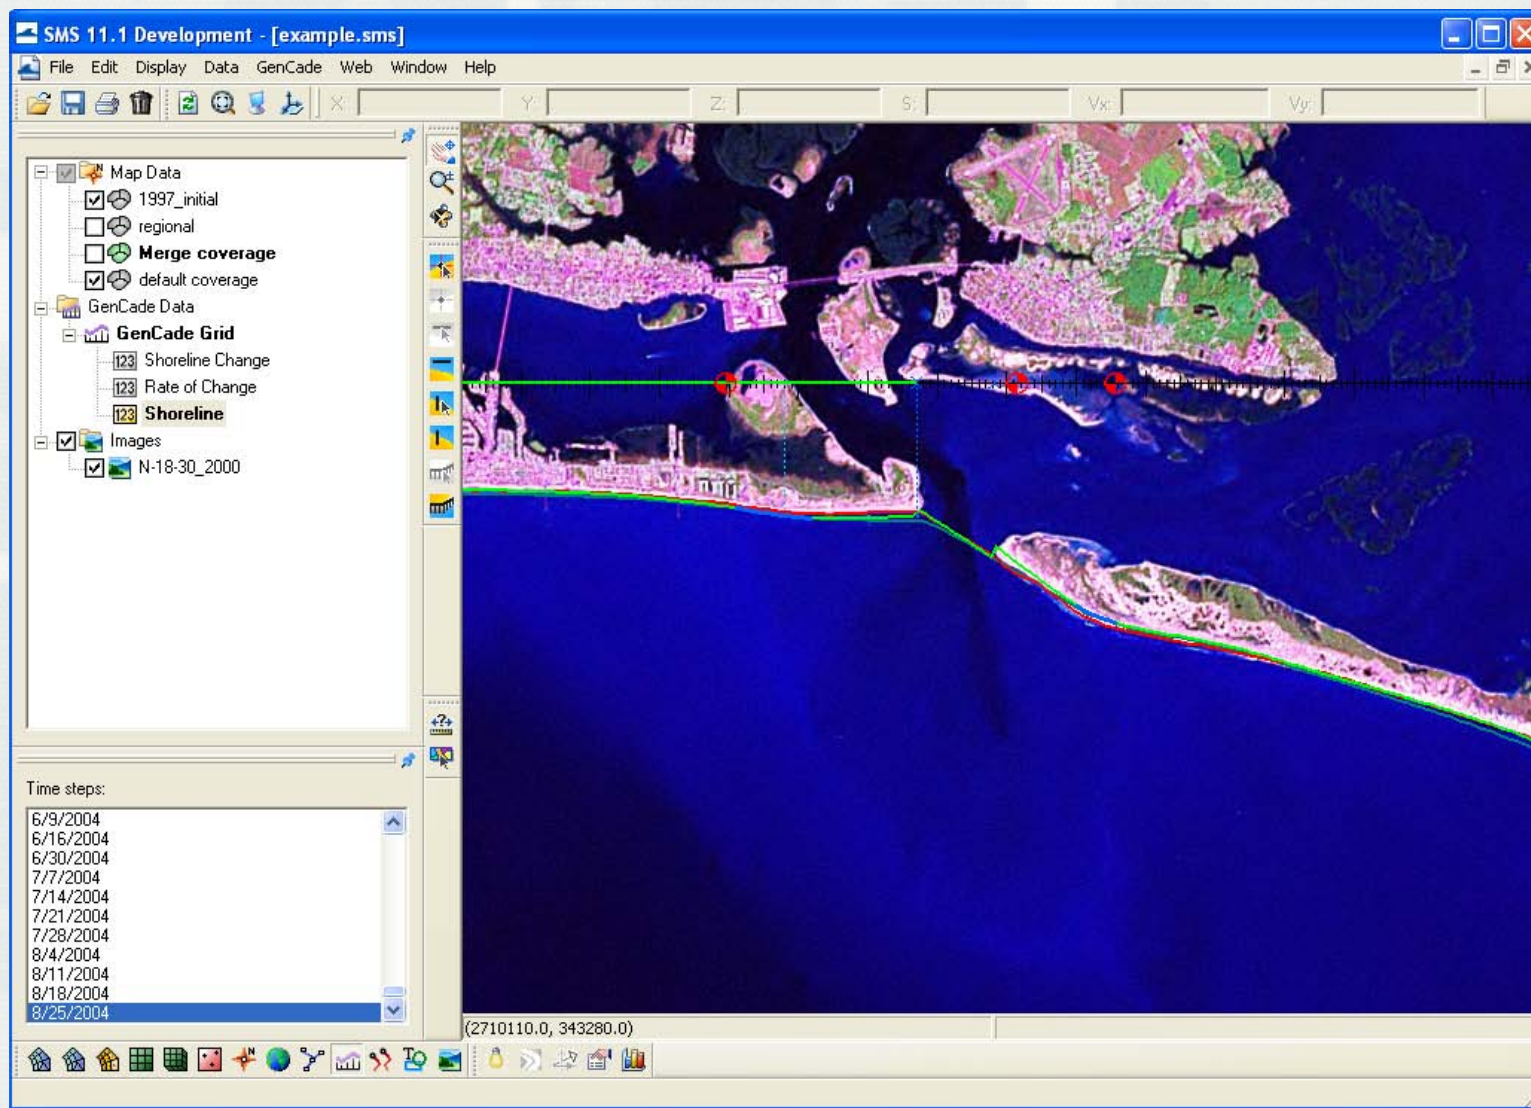 SMS 11.1 Development - [example.sms]
File Edit Display Data GenCade Web Window Help
X: Y: Z: S: Vx: Vy:
Map Data
1997_initial
regional
Merge coverage
default coverage
GenCade Data
GenCade Grid
123 Shoreline Change
123 Rate of Change
123 Shoreline
Images
N-18-30_2000
Time steps:
6/9/2004
6/16/2004
6/30/2004
7/7/2004
7/14/2004
7/21/2004
7/28/2004
8/4/2004
8/11/2004
8/18/2004
8/25/2004
(2710110.0, 343280.0)